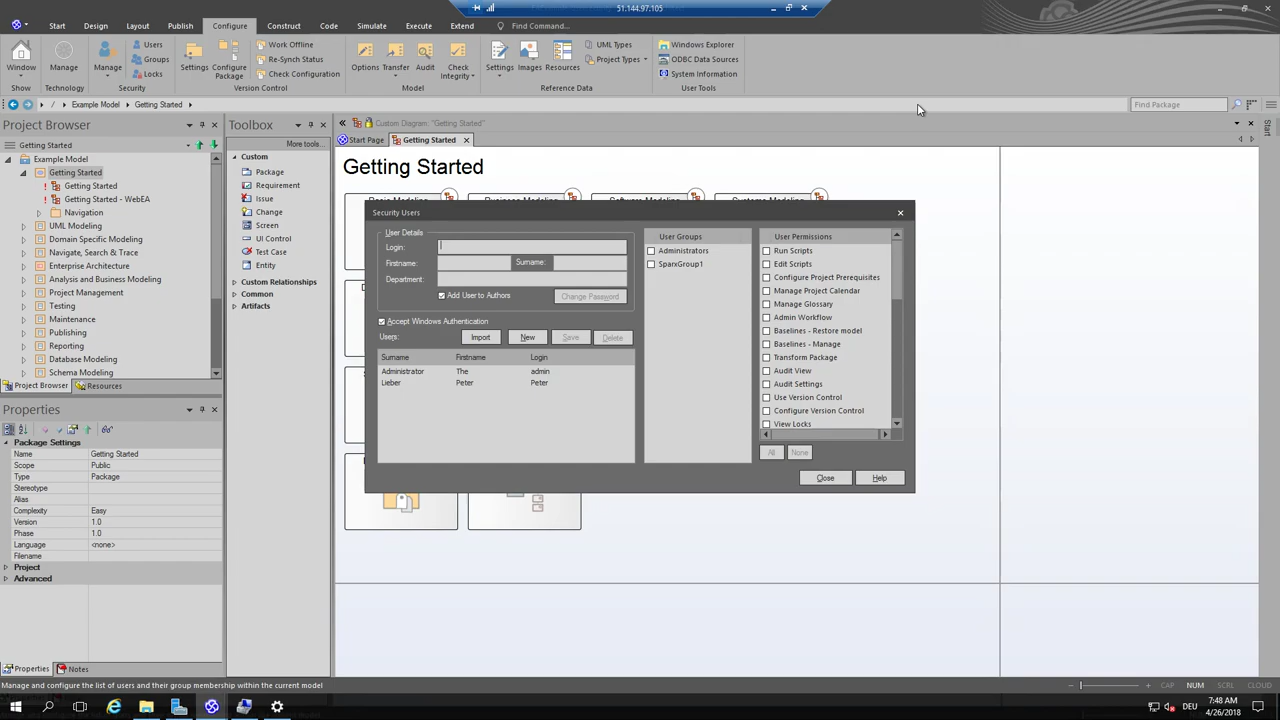 51.144.97.105
Start Design Layout Publish Configure Construct Code Simulate Execute Extend Find Command...
Window
Show
Manage
Technology
Manage
Users
Groups
Locks
Security
Settings
Configure
Package
Work Offline
Re-Synch Status
Check Configuration
Version Control
Options
Transfer
Audit
Check
Integrity
Model
Settings
Images
Resources
UML Types
Project Types
Reference Data
Windows Explorer
ODBC Data Sources
System Information
User Tools
/ Example Model Getting Started
Find Package
Project Browser
Getting Started
Example Model
Getting Started
Getting Started
Getting Started - WebEA
Navigation
UML Modeling
Domain Specific Modeling
Navigate, Search & Trace
Enterprise Architecture
Analysis and Business Modeling
Project Management
Testing
Maintenance
Publishing
Reporting
Database Modeling
Schema Modeling
Project Browser Resources
Properties
Package Settings
Name Getting Started
Scope Public
Type Package
Stereotype
Alias
Complexity Easy
Version 1.0
Phase 1.0
Language <none>
Filename
Project
Advanced
Properties Notes
Toolbox
More tools...
Custom
Package
Requirement
Issue
Change
Screen
UI Control
Test Case
Entity
Custom Relationships
Common
Artifacts
Custom Diagram: "Getting Started"
Start Page Getting Started
Start
Getting Started
Security Users
User Details
Login:
Firstname: Surname:
Department:
Add User to Authors Change Password
Accept Windows Authentication
Users: Import New Save Delete
Surname Firstname Login
Administrator The admin
Lieber Peter Peter
User Groups
Administrators
SparxGroup1
User Permissions
Run Scripts
Edit Scripts
Configure Project Prerequisites
Manage Project Calendar
Manage Glossary
Admin Workflow
Baselines - Restore model
Baselines - Manage
Transform Package
Audit View
Audit Settings
Use Version Control
Configure Version Control
View Locks
All None
Close Help
Manage and configure the list of users and their group membership within the current model
CAP NUM SCRL CLOUD
DEU
7:48 AM
4/26/2018